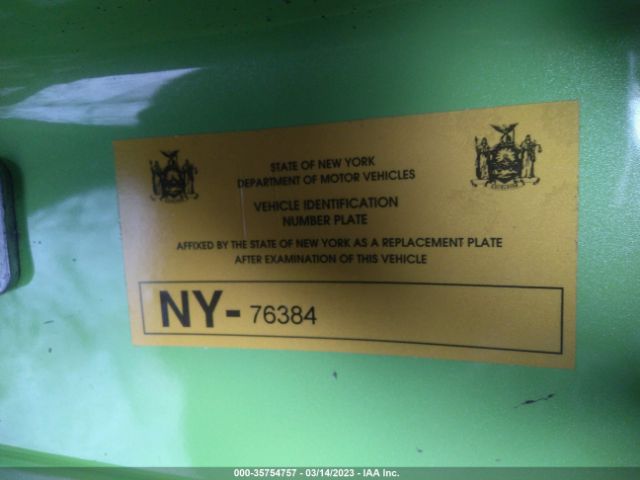 STATE OF NEW YORK
DEPARTMENT OF MOTOR VEHICLES
VEHICLE IDENTIFICATION
NUMBER PLATE
AFFIXED BY THE STATE OF NEW YORK AS A REPLACEMENT PLATE
AFTER EXAMINATION OF THIS VEHICLE
NY- 76384
000-35754757 - 03/14/2023 - IAA Inc.